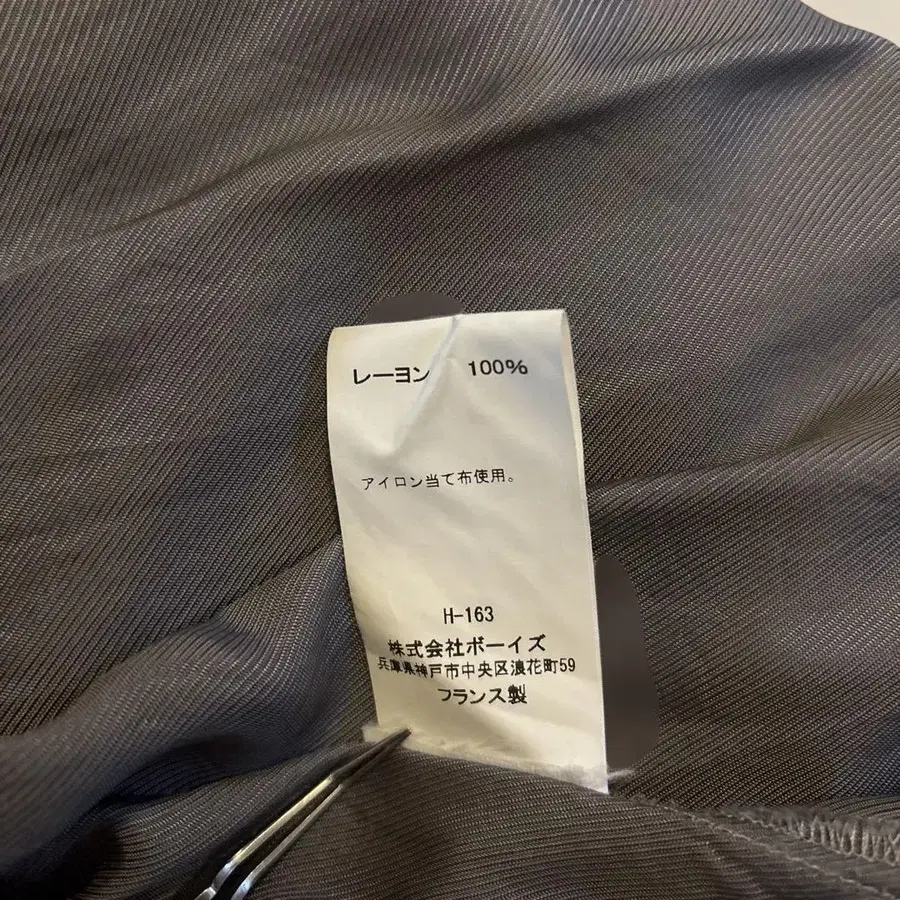 レーヨン 100%
アイロン当て布使用。
H-163
株式会社ボーイズ
兵庫県神戸市中央区浪花町59
フランス製